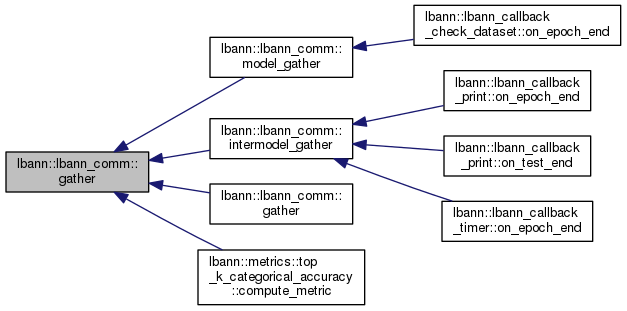 lbann::lbann_comm::
gather
lbann::lbann_comm::
model_gather
lbann::lbann_callback
_check_dataset::on_epoch_end
lbann::lbann_comm::
intermodel_gather
lbann::lbann_callback
_print::on_epoch_end
lbann::lbann_callback
_print::on_test_end
lbann::lbann_callback
_timer::on_epoch_end
lbann::lbann_comm::
gather
lbann::metrics::top
_k_categorical_accuracy
::compute_metric